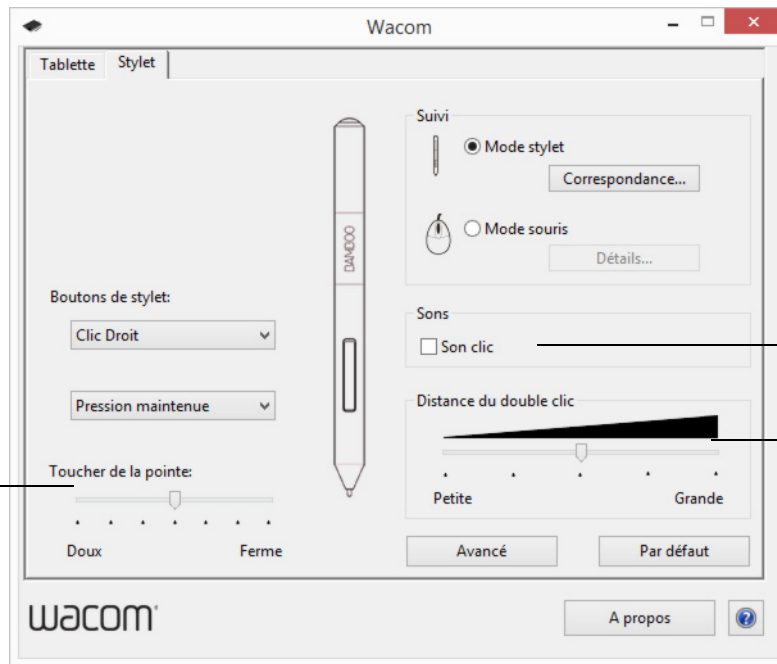 Wacom
Tablette
Stylet
Suivi
Mode stylet
Correspondance...
Mode souris
Détails...
BAMBOO
Boutons de stylet:
Clic Droit
Pression maintenue
Sons
Son clic
Distance du double clic
Petite
Grande
Toucher de la pointe:
Doux
Ferme
Avancé
Par défaut
wacom
A propos
?